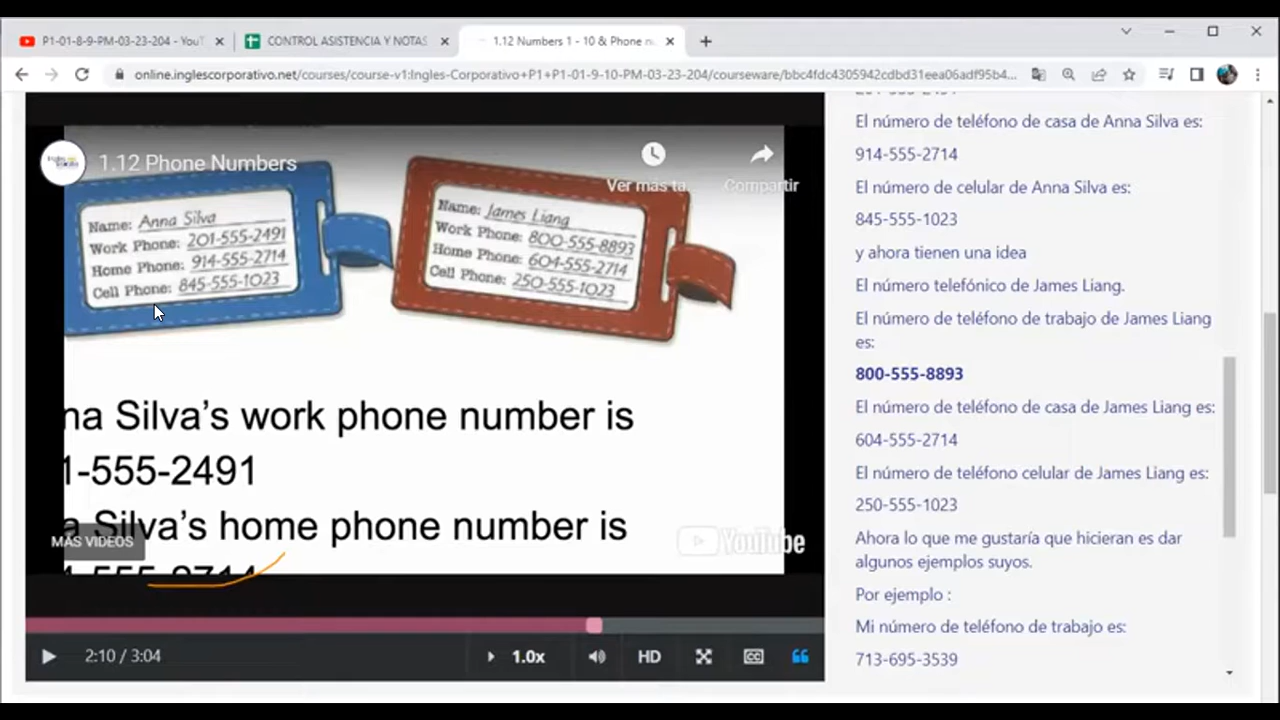 P1-01-8-9-PM-03-23-204 - YouT
CONTROL ASISTENCIA Y NOTAS
1.12 Numbers 1 - 10 & Phone n
online.inglescorporativo.net/courses/course-v1:Ingles-Corporativo+P1+P1-01-9-10-PM-03-23-204/courseware/bbc4fdc4305942cdbd31eea06adf95b4...
1.12 Phone Numbers
Ver más ta...
Compartir
Name: Anna Silva
Work Phone: 201-555-2491
Home Phone: 914-555-2714
Cell Phone: 845-555-1023
Name: James Liang
Work Phone: 800-555-8893
Home Phone: 604-555-2714
Cell Phone: 250-555-1023
na Silva's work phone number is
1-555-2491
a Silva's home phone number is
4-555-2714
MÁS VIDEOS
YouTube
2:10 / 3:04
1.0x
HD
CC
El número de teléfono de casa de Anna Silva es:
914-555-2714
El número de celular de Anna Silva es:
845-555-1023
y ahora tienen una idea
El número telefónico de James Liang.
El número de teléfono de trabajo de James Liang
es:
800-555-8893
El número de teléfono de casa de James Liang es:
604-555-2714
El número de teléfono celular de James Liang es:
250-555-1023
Ahora lo que me gustaría que hicieran es dar
algunos ejemplos suyos.
Por ejemplo :
Mi número de teléfono de trabajo es:
713-695-3539